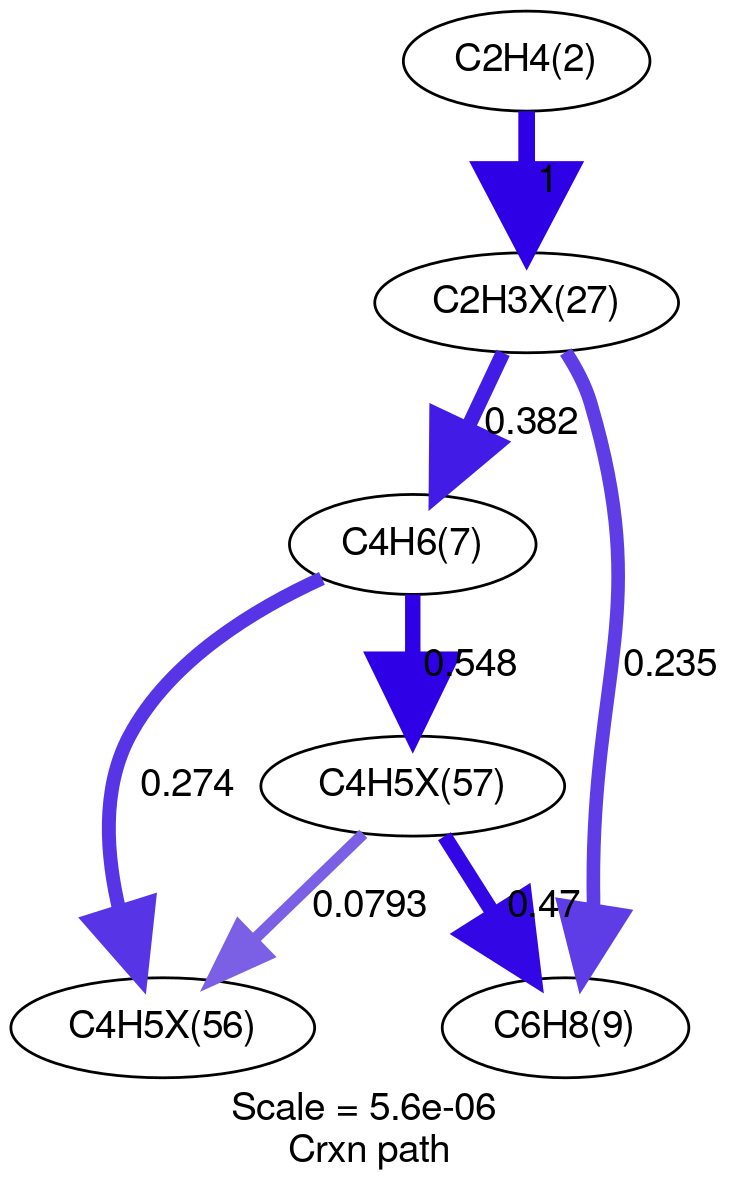 C2H4(2)
1
C2H3X(27)
0.382
C4H6(7)
0.548
0.235
0.274
C4H5X(57)
0.0793
0.47
C4H5X(56)
C6H8(9)
Scale = 5.6e-06
Crxn path